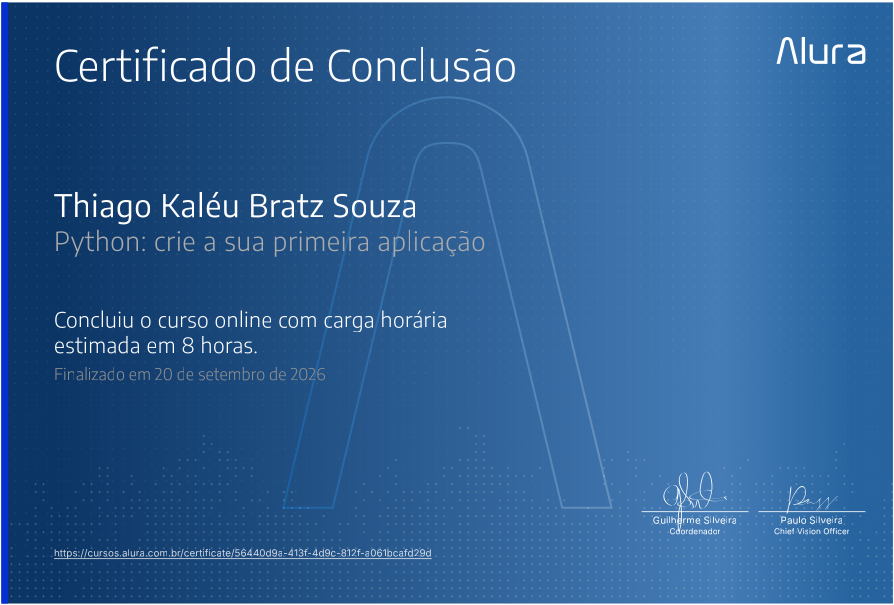 Certificado de Conclusão
Alura
Thiago Kaléu Bratz Souza
Python: crie a sua primeira aplicação
Concluiu o curso online com carga horária
estimada em 8 horas.
Finalizado em 20 de setembro de 2026
Guilherme Silveira
Coordenador
Paulo Silveira
Chief Vision Officer
https://cursos.alura.com.br/certificate/56440d9a-413f-4d9c-812f-a061bcafd29d